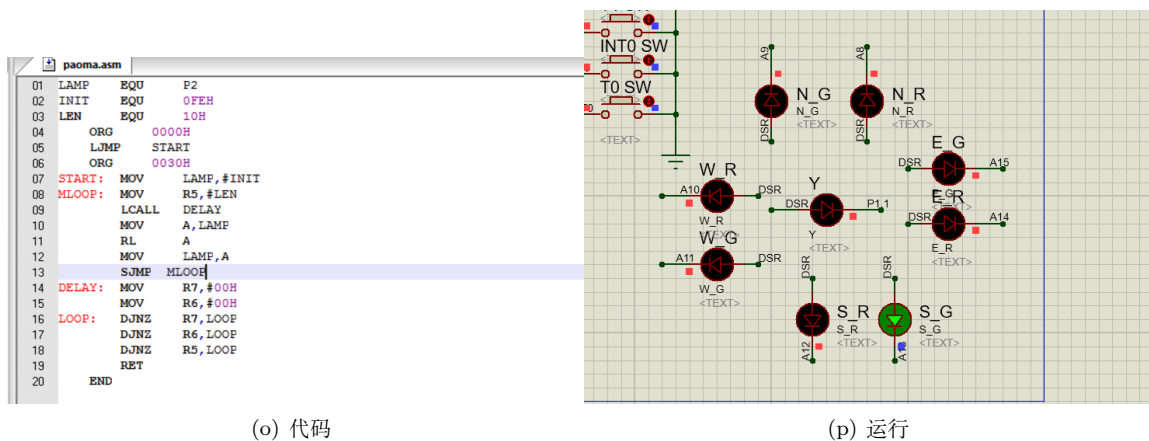 paoma.asm
01 LAMP EQU P2
02 INIT EQU 0FEH
03 LEN EQU 10H
04 ORG 0000H
05 LJMP START
06 ORG 0030H
07 START: MOV LAMP,#INIT
08 MLOOP: MOV R5,#LEN
09 LCALL DELAY
10 MOV A,LAMP
11 RL A
12 MOV LAMP,A
13 SJMP MLOOP
14 DELAY: MOV R7,#00H
15 MOV R6,#00H
16 LOOP: DJNZ R7,LOOP
17 DJNZ R6,LOOP
18 DJNZ R5,LOOP
19 RET
20 END
(o) 代码
INT0 SW
T0 SW
<TEXT>
A9
N_G
N_G
<TEXT>
DSR
A8
N_R
N_R
<TEXT>
DSR
E_G
DSR
A15
E_R
DSR
A14
E_R
<TEXT>
W_R
A10
DSR
W_R
<TEXT>
Y
DSR
P1.1
Y
<TEXT>
W_G
A11
DSR
W_G
<TEXT>
DSR
S_R
S_R
<TEXT>
A12
DSR
S_G
S_G
<TEXT>
(p) 运行